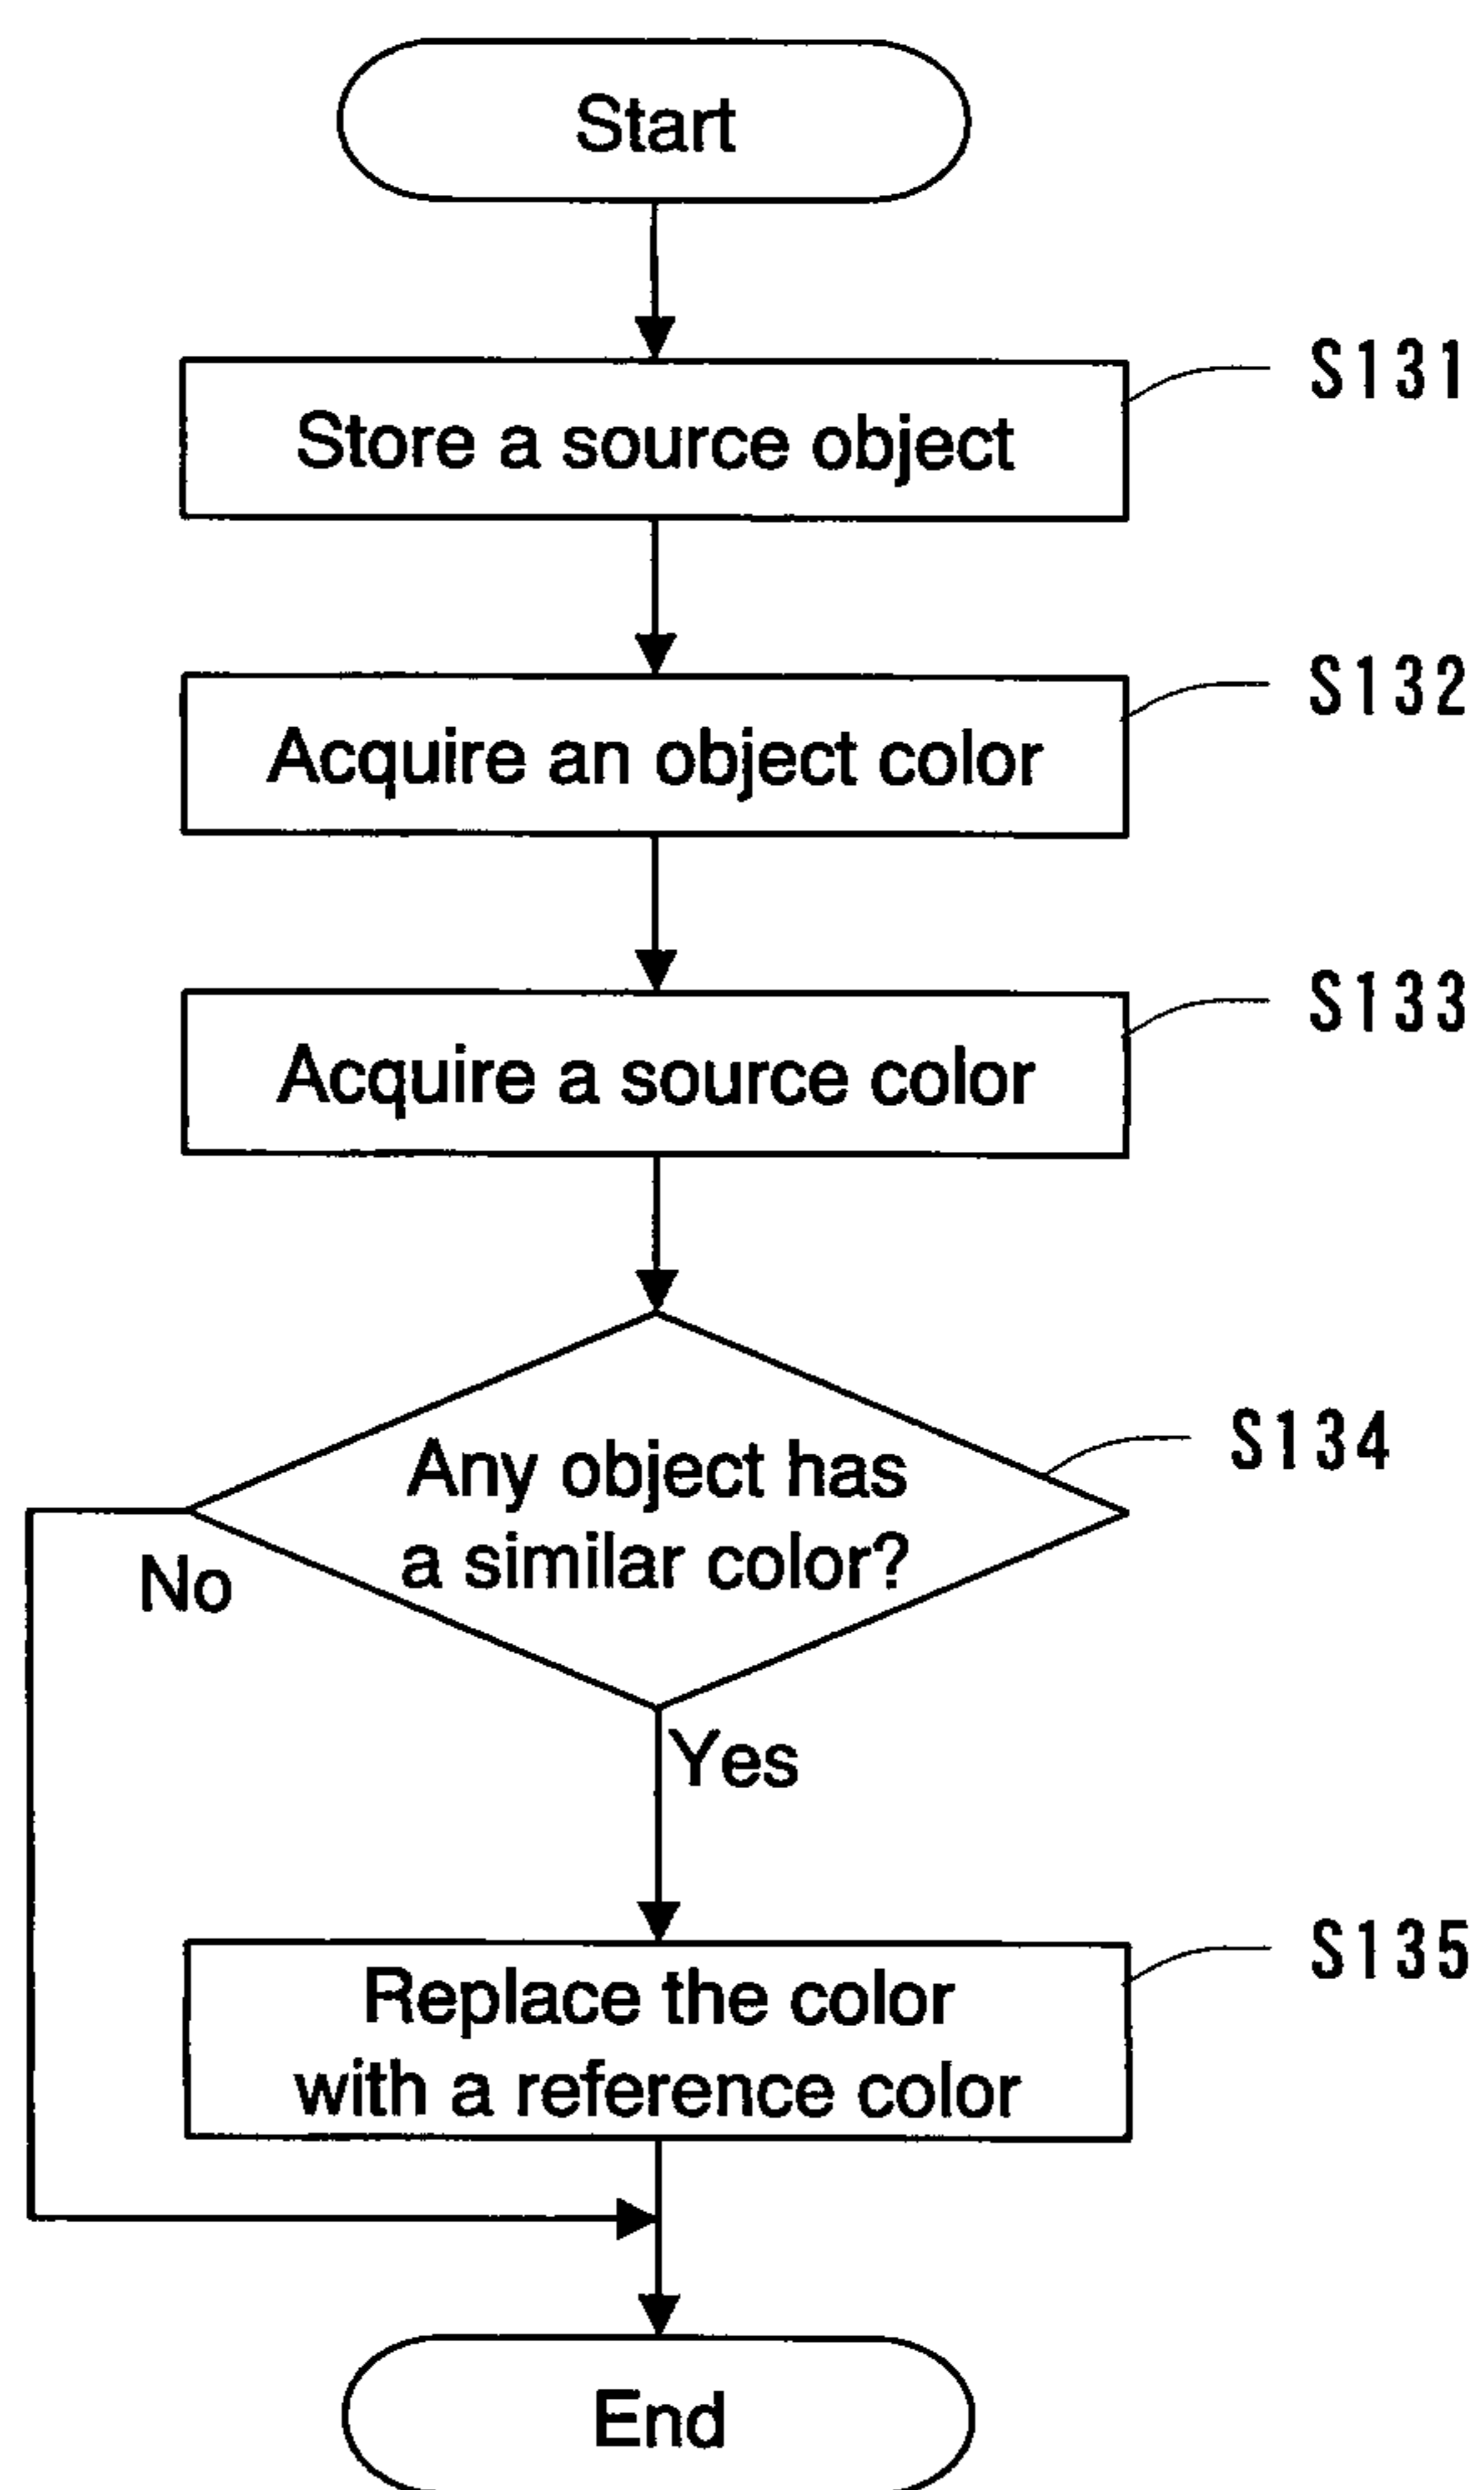 Start
Store a source object
S131
Acquire an object color
S132
Acquire a source color
S133
Any object has
a similar color?
S134
No
Yes
Replace the color
with a reference color
S135
End